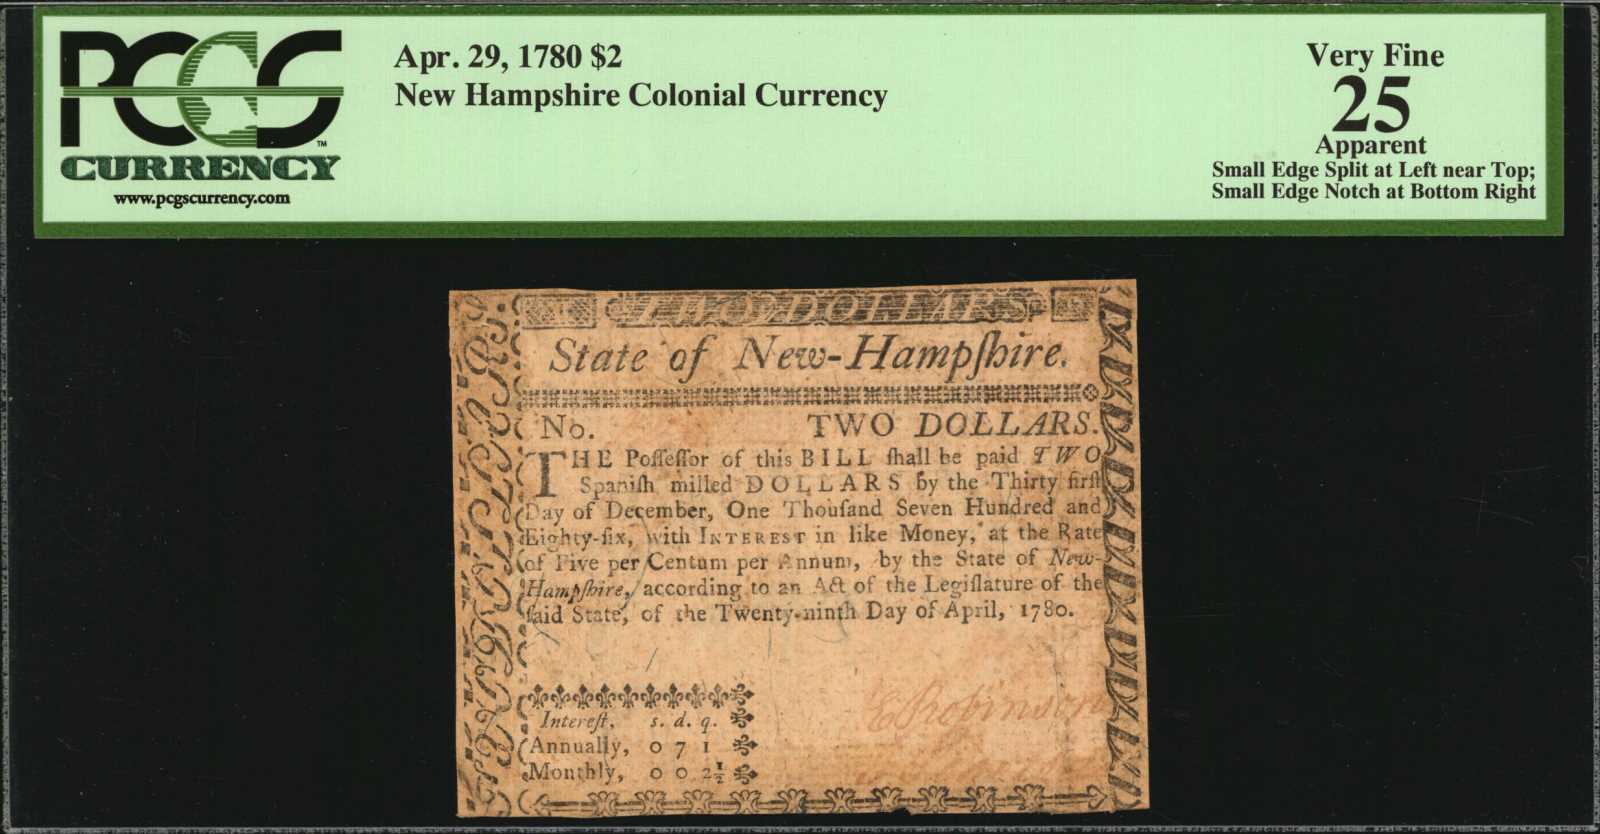 PCGS™
CURRENCY
www.pcgscurrency.com
Apr. 29, 1780 $2
New Hampshire Colonial Currency
Very Fine
25
Apparent
Small Edge Split at Left near Top;
Small Edge Notch at Bottom Right
TWO DOLLARS
State of New-Hampſhire.
No. TWO DOLLARS.
THE Poſſeſſor of this BILL ſhall be paid TWO
Spaniſh milled DOLLARS by the Thirty firſt
Day of December, One Thouſand Seven Hundred and
Eighty-ſix, with INTEREST in like Money, at the Rate
of Five per Centum per Annum, by the State of New-
Hampſhire, according to an Act of the Legiſlature of the
ſaid State, of the Twenty-ninth Day of April, 1780.
E Robinson
Intereſt, s. d. q.
Annually, 0 7 1
Monthly, 0 0 2½